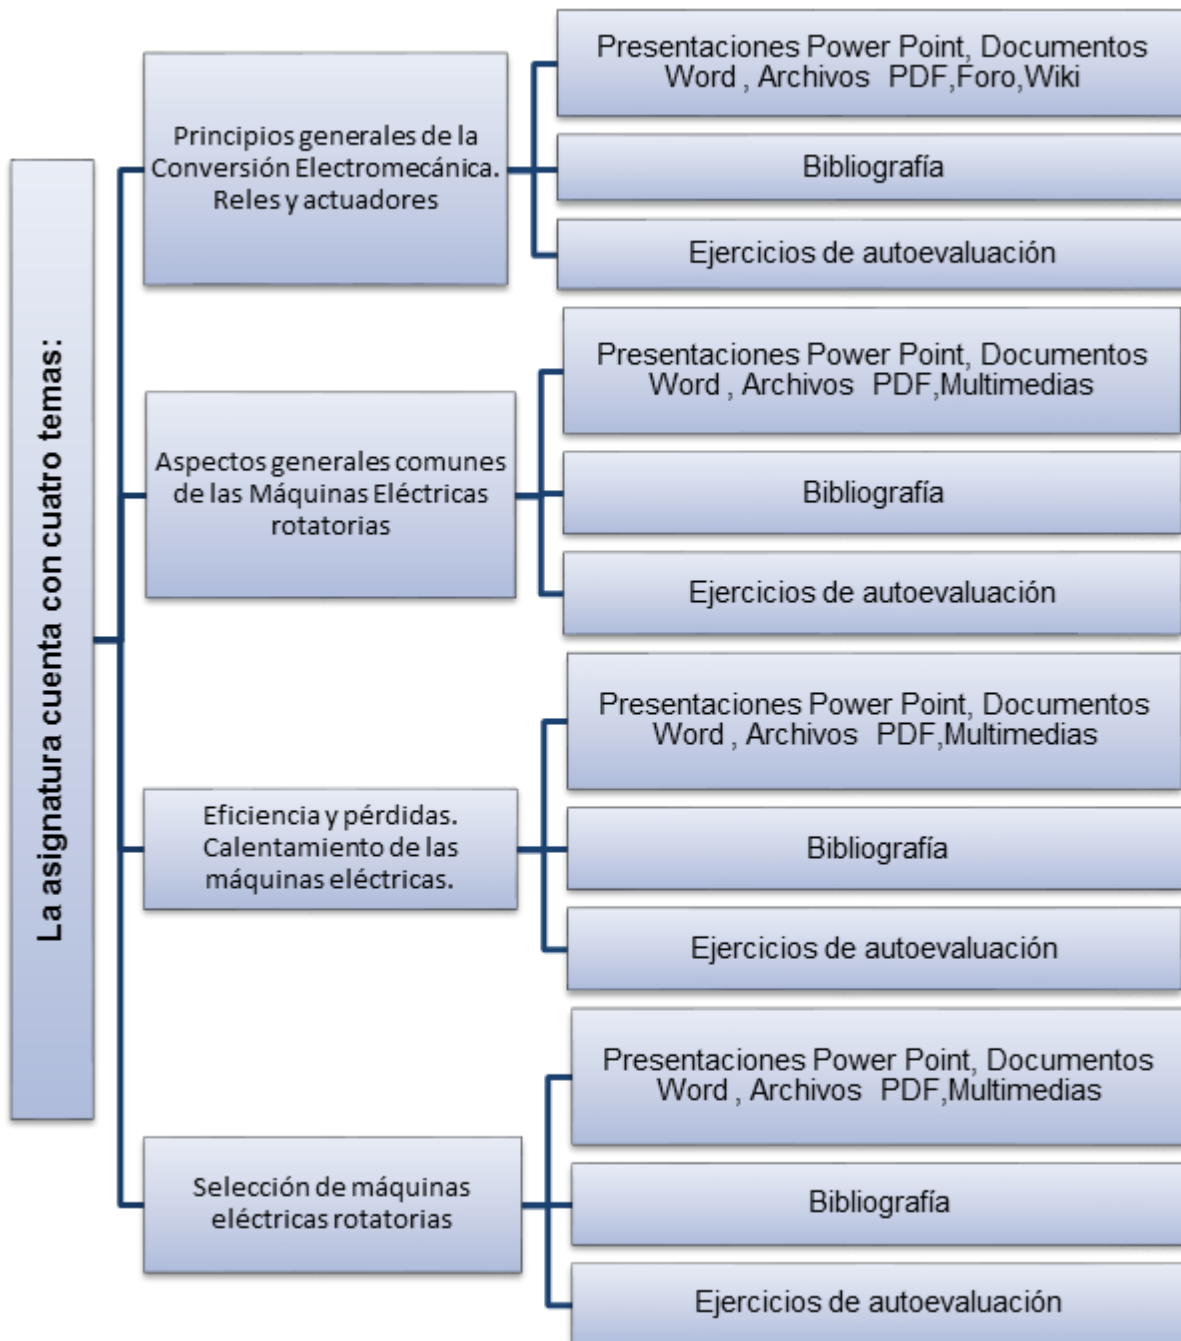 La asignatura cuenta con cuatro temas:
Principios generales de la
Conversión Electromecánica.
Reles y actuadores
Presentaciones Power Point, Documentos
Word , Archivos PDF,Foro,Wiki
Bibliografía
Ejercicios de autoevaluación
Aspectos generales comunes
de las Máquinas Eléctricas
rotatorias
Presentaciones Power Point, Documentos
Word , Archivos PDF,Multimedias
Bibliografía
Ejercicios de autoevaluación
Eficiencia y pérdidas.
Calentamiento de las
máquinas eléctricas.
Presentaciones Power Point, Documentos
Word , Archivos PDF,Multimedias
Bibliografía
Ejercicios de autoevaluación
Selección de máquinas
eléctricas rotatorias
Presentaciones Power Point, Documentos
Word , Archivos PDF,Multimedias
Bibliografía
Ejercicios de autoevaluación